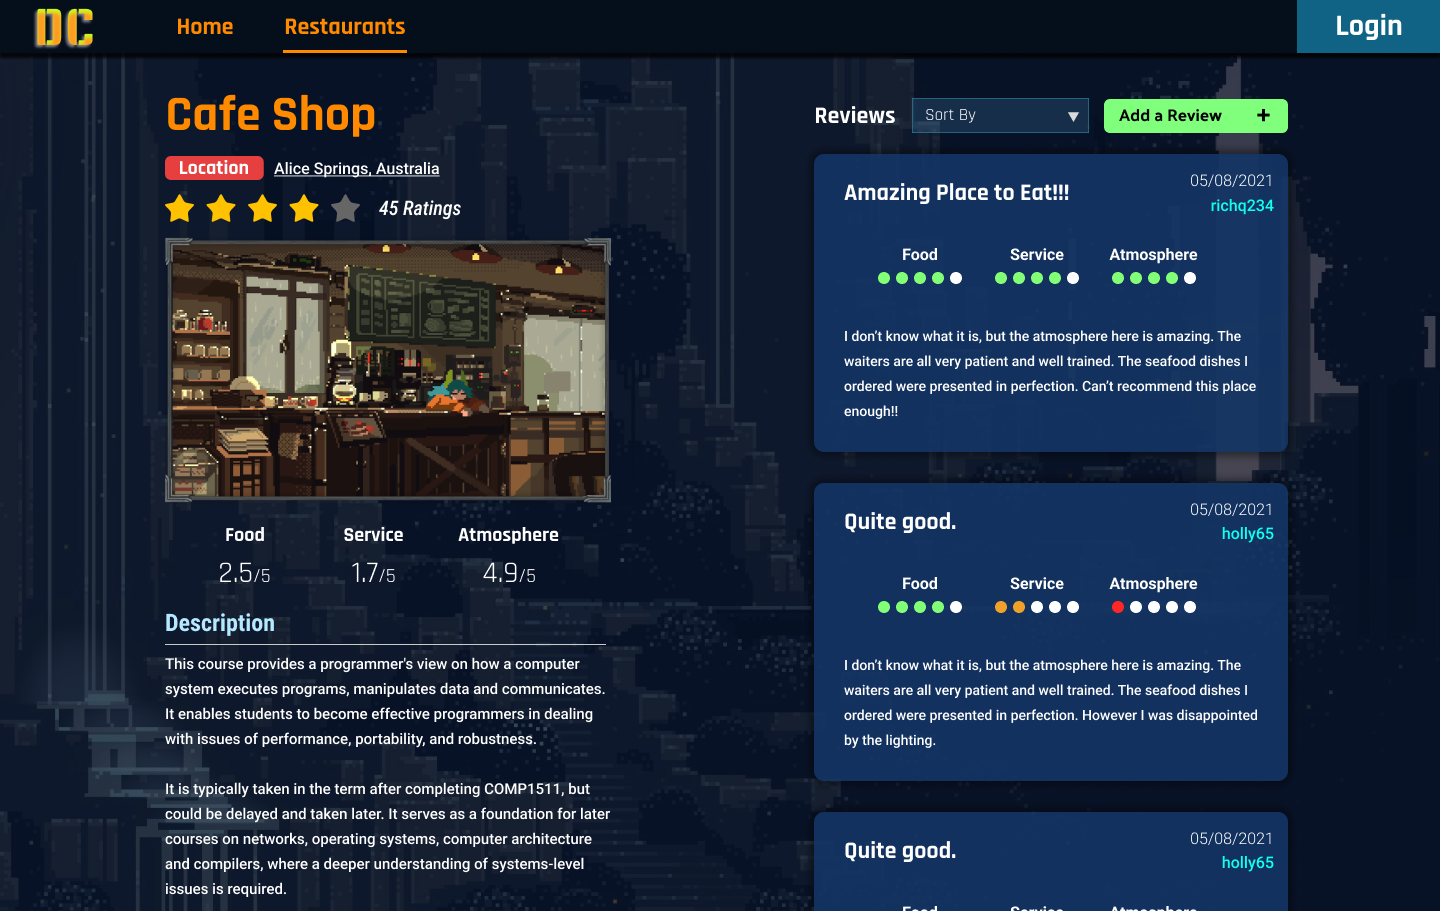 DC
Home
Restaurants
Login
Cafe Shop
Location
Alice Springs, Australia
45 Ratings
Food
Service
Atmosphere
2.5/5
1.7/5
4.9/5
Description
This course provides a programmer's view on how a computer
system executes programs, manipulates data and communicates.
It enables students to become effective programmers in dealing
with issues of performance, portability, and robustness.
It is typically taken in the term after completing COMP1511, but
could be delayed and taken later. It serves as a foundation for later
courses on networks, operating systems, computer architecture
and compilers, where a deeper understanding of systems-level
issues is required.
Reviews
Sort By
Add a Review +
Amazing Place to Eat!!!
05/08/2021
richq234
Food
Service
Atmosphere
I don't know what it is, but the atmosphere here is amazing. The
waiters are all very patient and well trained. The seafood dishes I
ordered were presented in perfection. Can't recommend this place
enough!!
Quite good.
05/08/2021
holly65
Food
Service
Atmosphere
I don't know what it is, but the atmosphere here is amazing. The
waiters are all very patient and well trained. The seafood dishes I
ordered were presented in perfection. However I was disappointed
by the lighting.
Quite good.
05/08/2021
holly65
Food
Service
Atmosphere